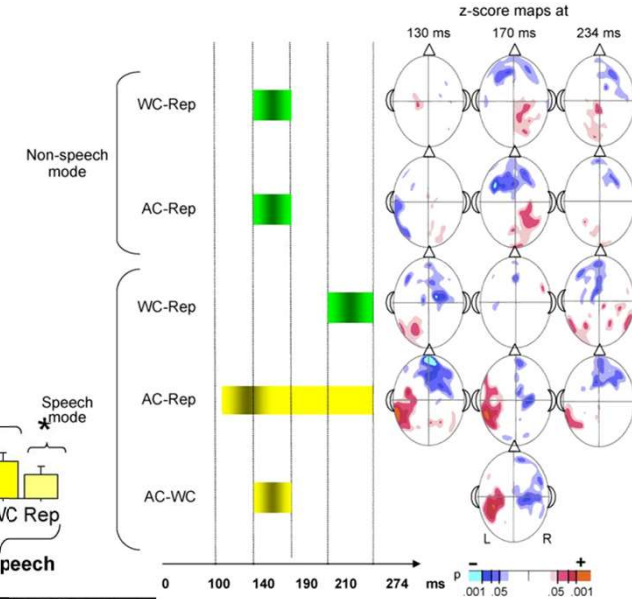 z-score maps at
130 ms 170 ms 234 ms
Non-speech
mode
WC-Rep
AC-Rep
WC-Rep
Speech
mode
AC-Rep
AC-WC
*
WC Rep
peech
L R
0 100 140 190 210 274 ms
- +
p
.001 .05 .05 .001